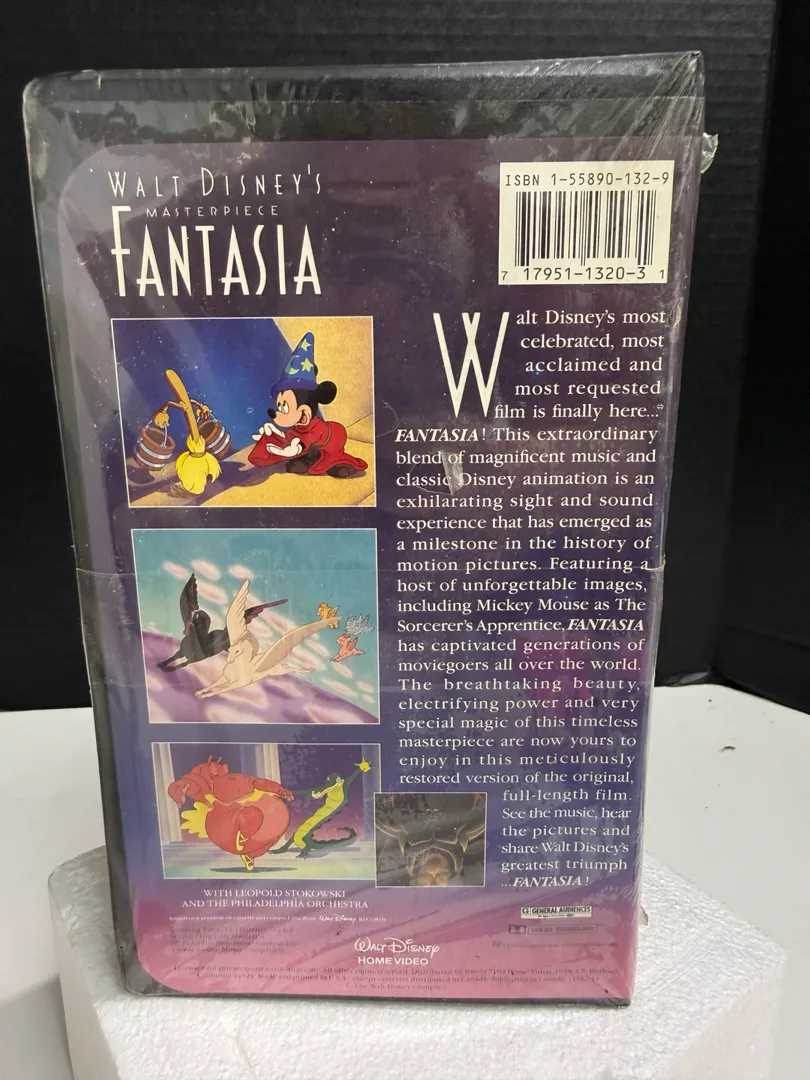 WALT DISNEY'S
MASTERPIECE
FANTASIA
ISBN 1-55890-132-9
7 17951-1320-3 1
Walt Disney's most
celebrated, most
acclaimed and
most requested
film is finally here...
FANTASIA! This extraordinary
blend of magnificent music and
classic Disney animation is an
exhilarating sight and sound
experience that has emerged as
a milestone in the history of
motion pictures. Featuring a
host of unforgettable images,
including Mickey Mouse as The
Sorcerer's Apprentice, FANTASIA
has captivated generations of
moviegoers all over the world.
The breathtaking beauty,
electrifying power and very
special magic of this timeless
masterpiece are now yours to
enjoy in this meticulously
restored version of the original,
full-length film.
See the music, hear
the pictures and
share Walt Disney's
greatest triumph
...FANTASIA!
WITH LEOPOLD STOKOWSKI
AND THE PHILADELPHIA ORCHESTRA
G GENERAL AUDIENCES
Walt Disney
HOME VIDEO
The Walt Disney Company